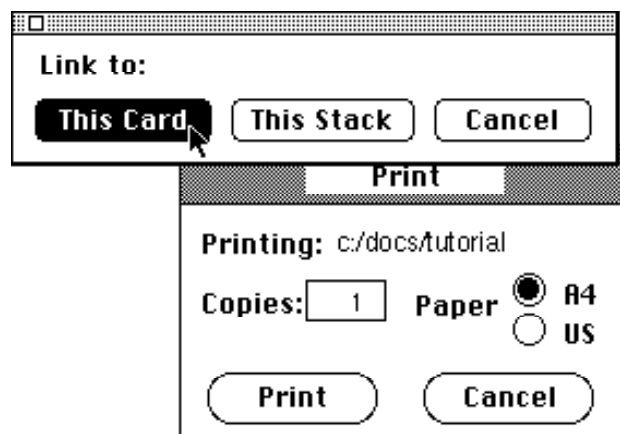 Link to:
This Card This Stack Cancel
Print
Printing: c:/docs/tutorial
Copies: 1 Paper A4
US
Print Cancel